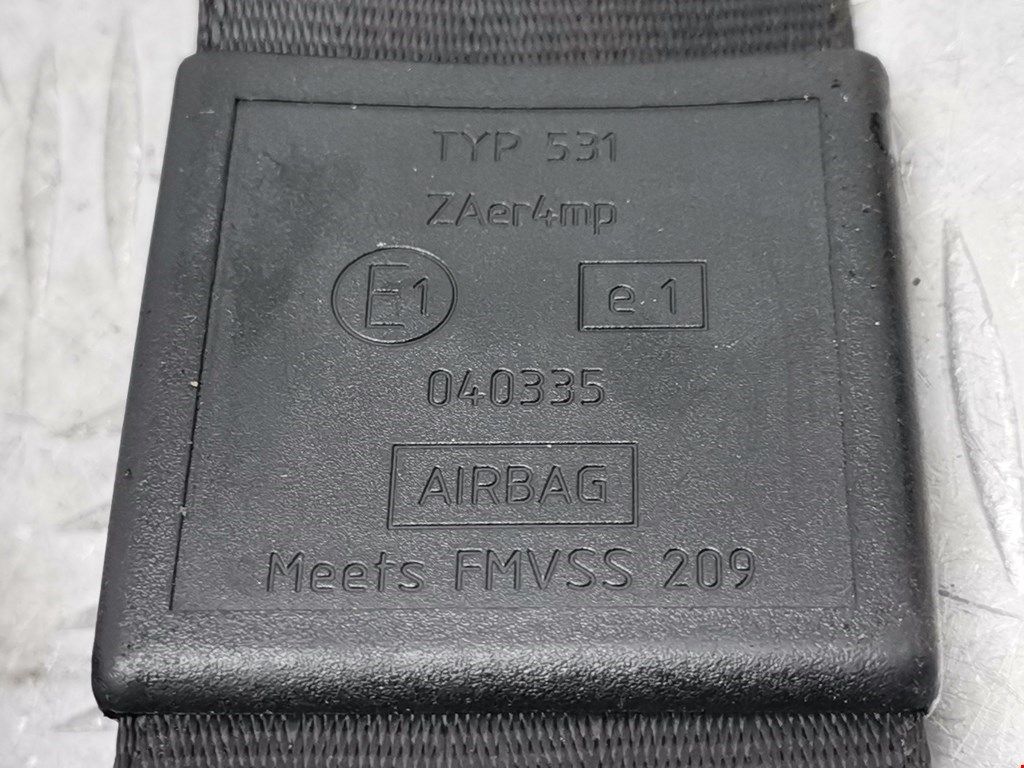 TYP 531
ZAer4mp
E1 e1
040335
AIRBAG
Meets FMVSS 209